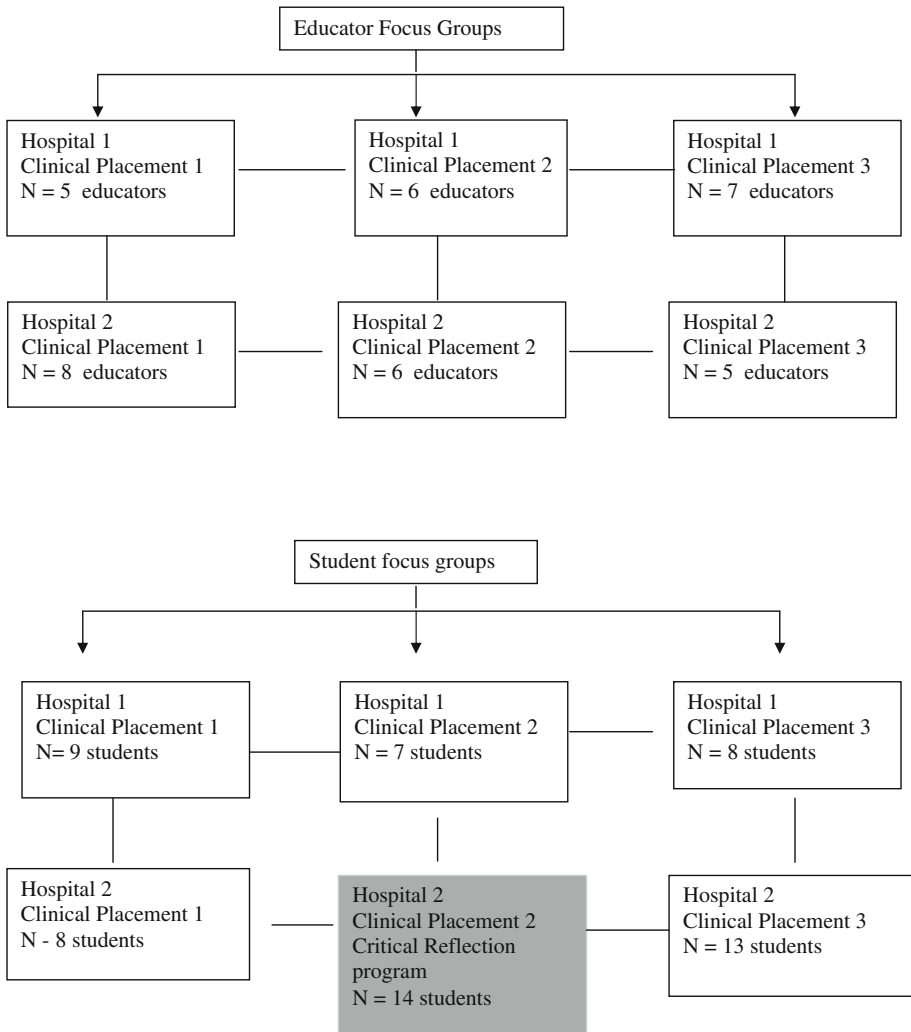 Educator Focus Groups
Hospital 1
Clinical Placement 1
N = 5 educators
Hospital 1
Clinical Placement 2
N = 6 educators
Hospital 1
Clinical Placement 3
N = 7 educators
Hospital 2
Clinical Placement 1
N = 8 educators
Hospital 2
Clinical Placement 2
N = 6 educators
Hospital 2
Clinical Placement 3
N = 5 educators
Student focus groups
Hospital 1
Clinical Placement 1
N= 9 students
Hospital 1
Clinical Placement 2
N = 7 students
Hospital 1
Clinical Placement 3
N = 8 students
Hospital 2
Clinical Placement 1
N - 8 students
Hospital 2
Clinical Placement 2
Critical Reflection
program
N = 14 students
Hospital 2
Clinical Placement 3
N = 13 students